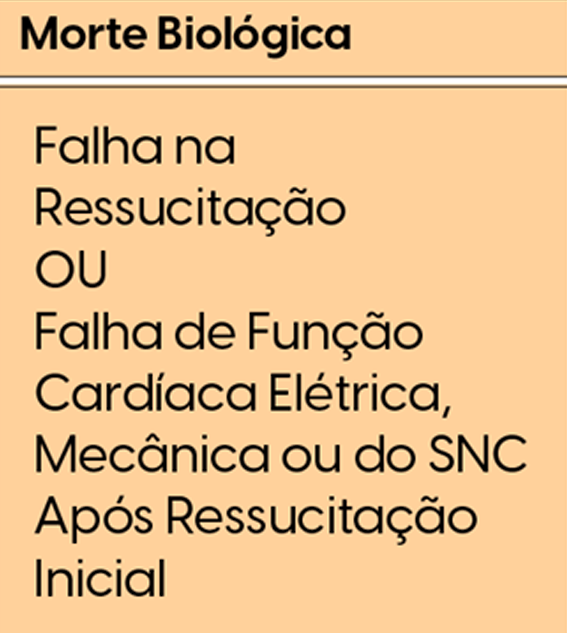 Morte Biológica
Falha na
Ressucitação
OU
Falha de Função
Cardíaca Elétrica,
Mecânica ou do SNC
Após Ressucitação
Inicial